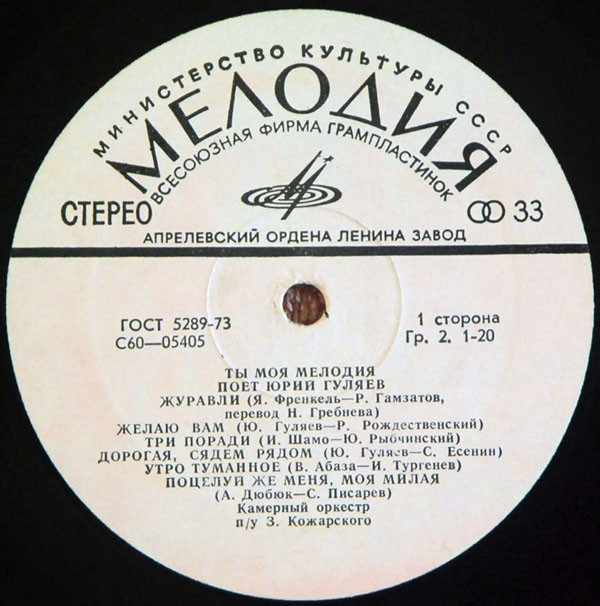 МИНИСТЕРСТВО КУЛЬТУРЫ СССР
МЕЛОДИЯ
ВСЕСОЮЗНАЯ ФИРМА ГРАМПЛАСТИНОК
СТЕРЕО 33
АПРЕЛЕВСКИЙ ОРДЕНА ЛЕНИНА ЗАВОД
ГОСТ 5289-73 1 сторона
С60—05405 Гр. 2. 1-20
ТЫ МОЯ МЕЛОДИЯ
ПОЕТ ЮРИЙ ГУЛЯЕВ
ЖУРАВЛИ (Я. Френкель—Р. Гамзатов,
перевод Н. Гребнева)
ЖЕЛАЮ ВАМ (Ю. Гуляев—Р. Рождественский)
ТРИ ПОРАДИ (И. Шамо—Ю. Рыбчинский)
ДОРОГАЯ, СЯДЕМ РЯДОМ (Ю. Гуляев—С. Есенин)
УТРО ТУМАННОЕ (В. Абаза—И. Тургенев)
ПОЦЕЛУЙ ЖЕ МЕНЯ, МОЯ МИЛАЯ
(А. Дюбюк—С. Писарев)
Камерный оркестр
п/у З. Кожарского